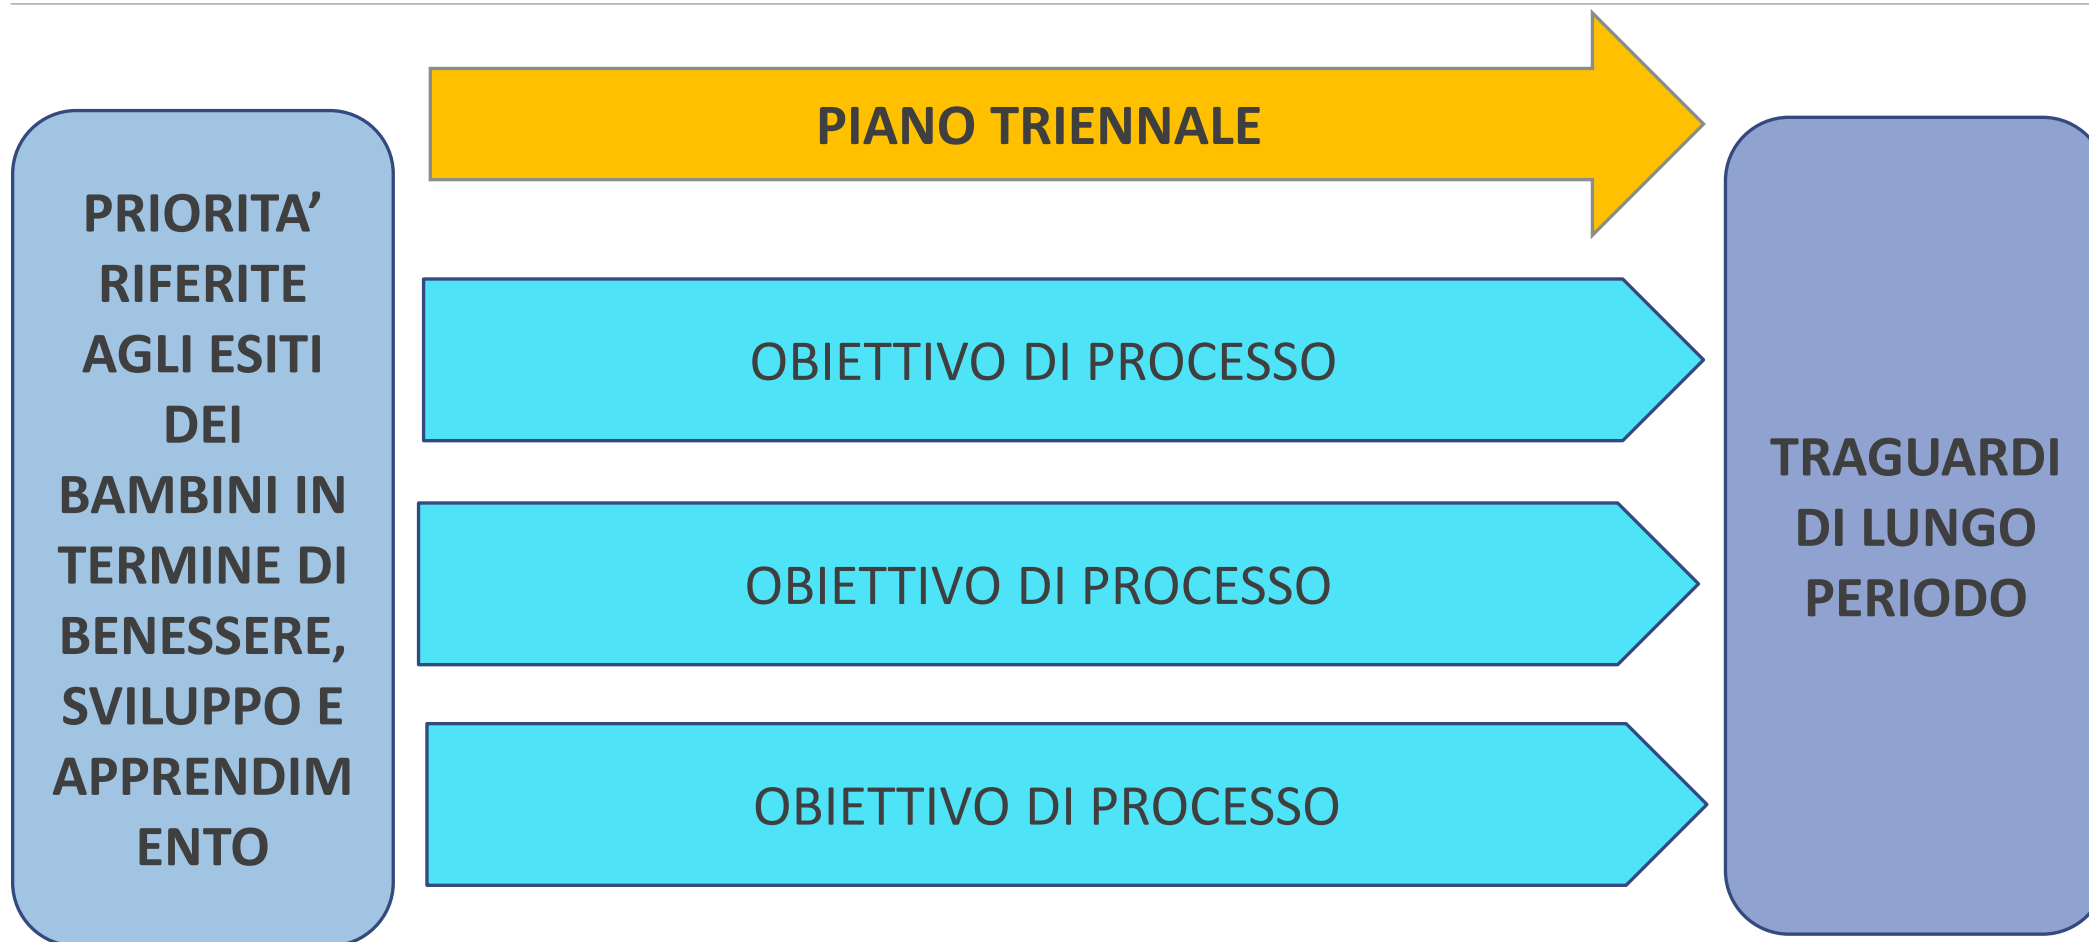 PIANO TRIENNALE
PRIORITA’
RIFERITE
AGLI ESITI
DEI
BAMBINI IN
TERMINE DI
BENESSERE,
SVILUPPO E
APPRENDIM
ENTO
OBIETTIVO DI PROCESSO
OBIETTIVO DI PROCESSO
OBIETTIVO DI PROCESSO
TRAGUARDI
DI LUNGO
PERIODO